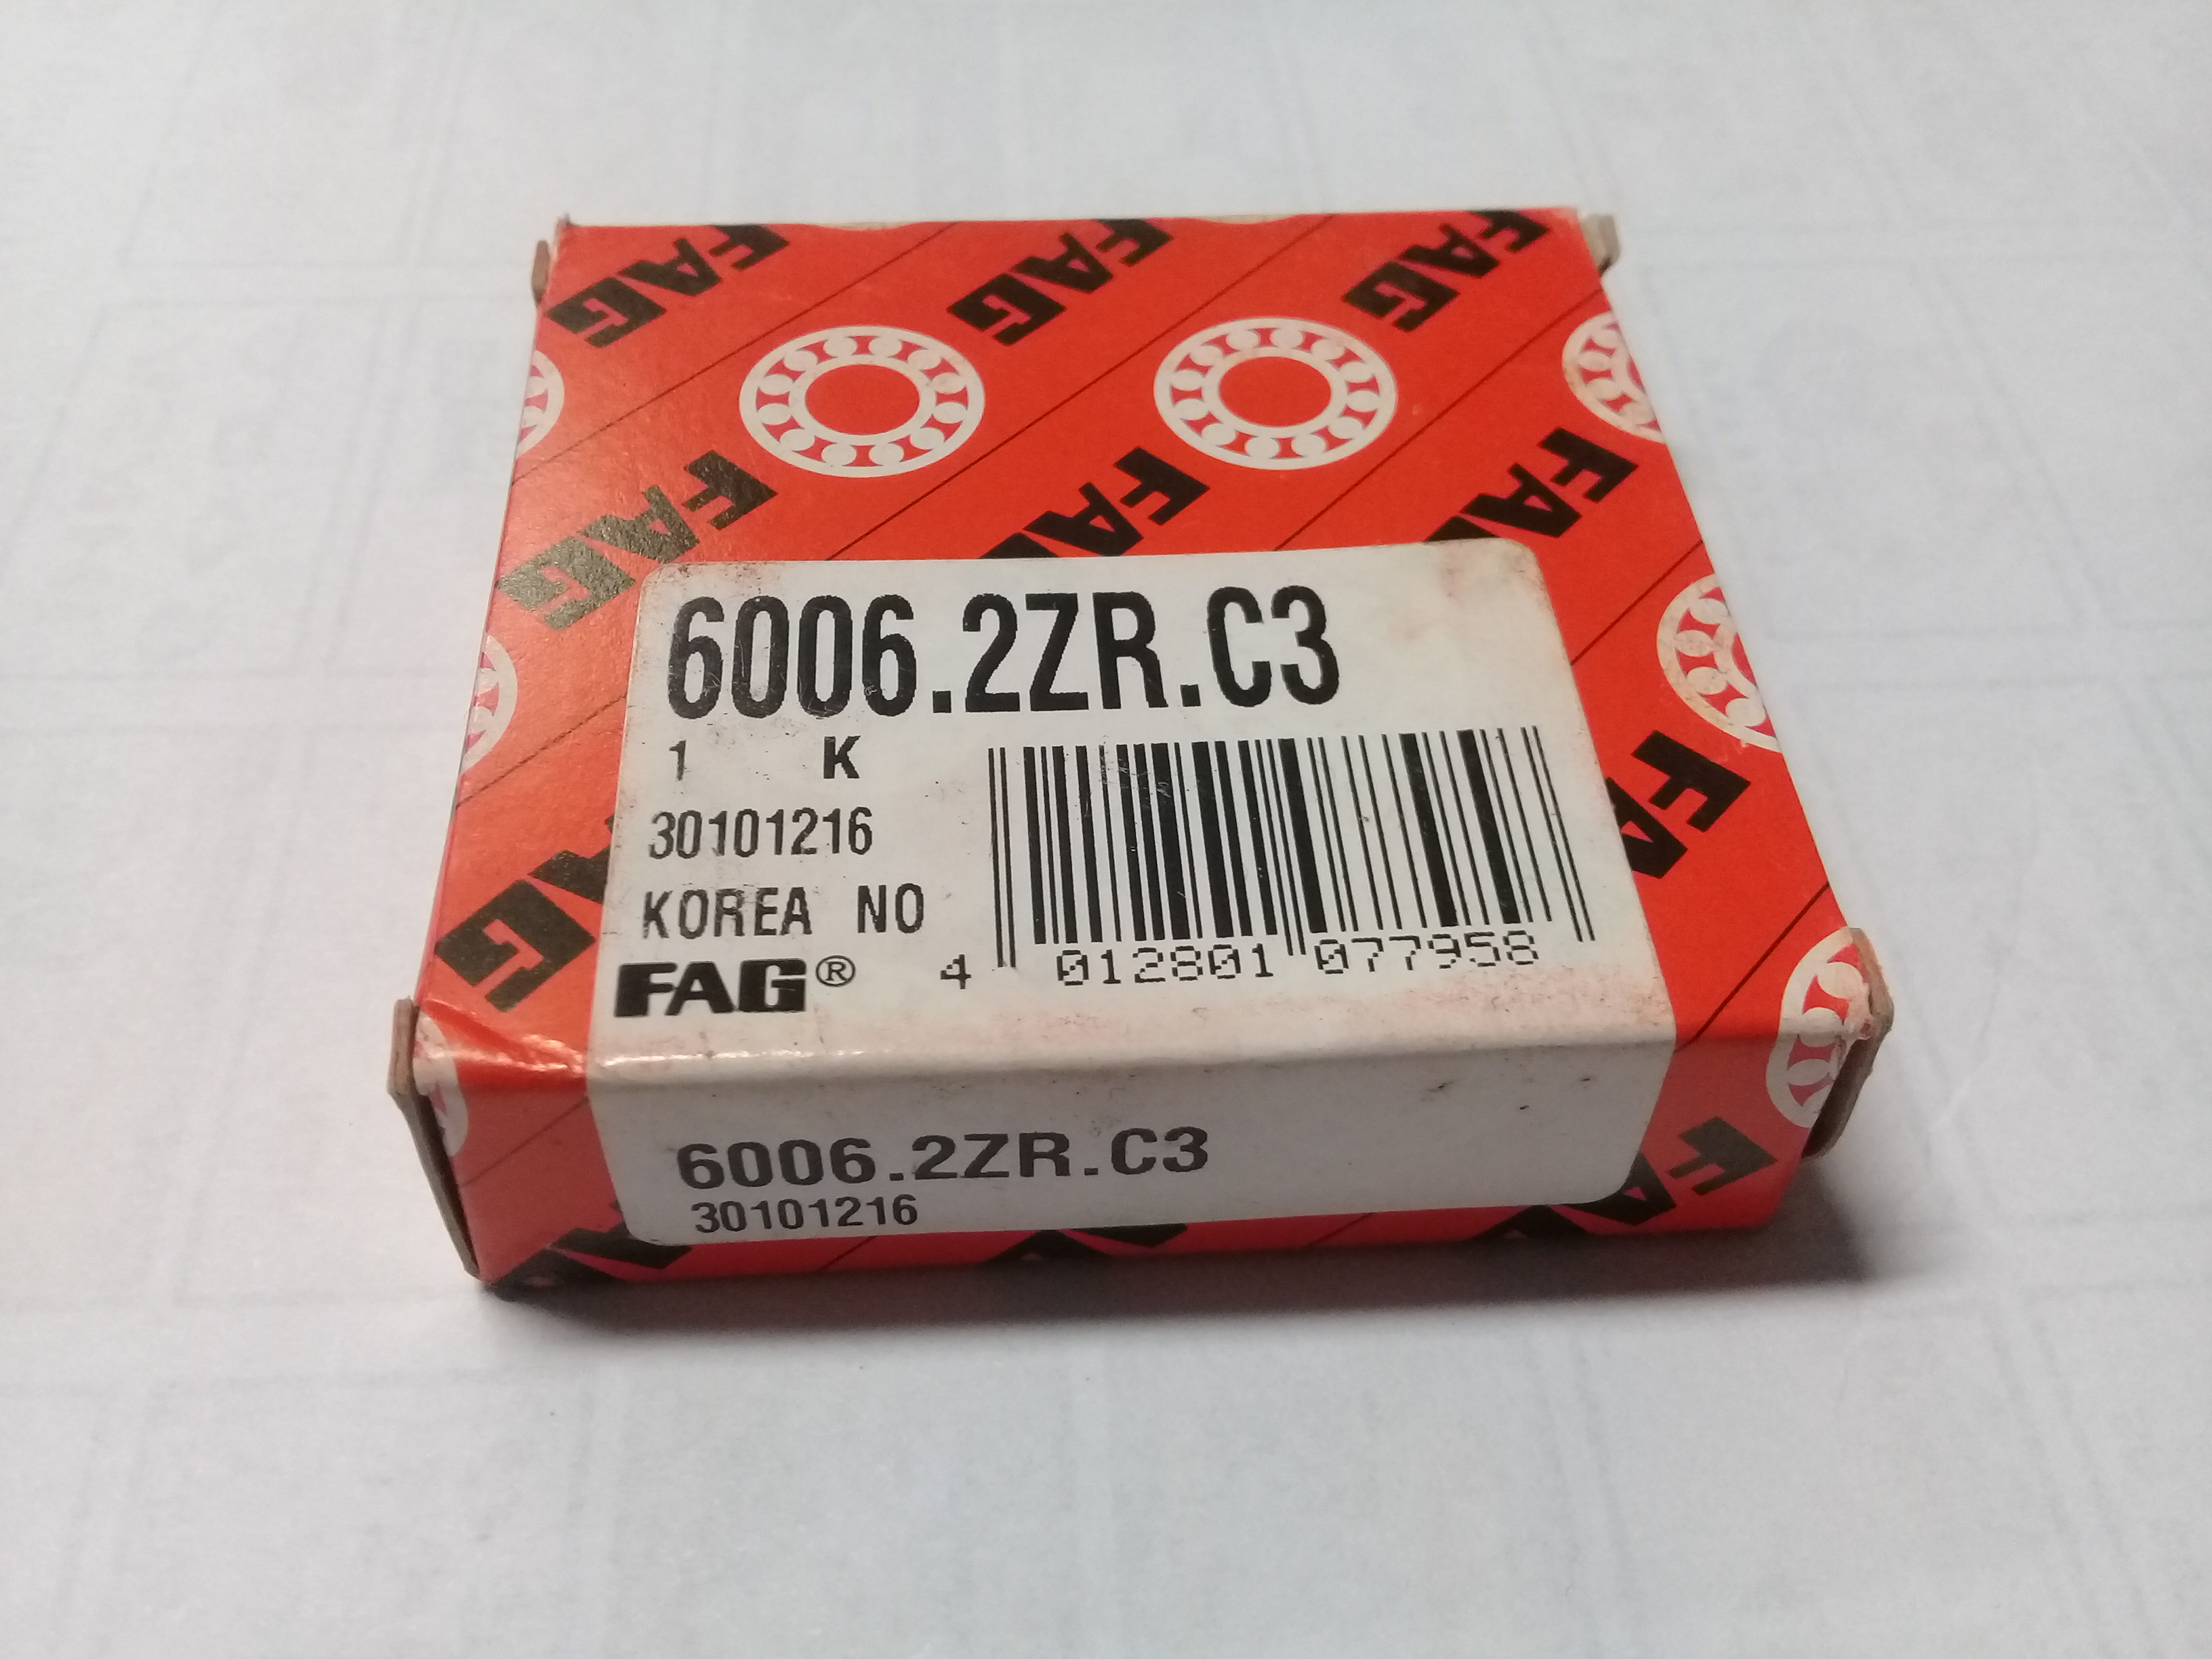 FAG FAG FAG
FAG FAG FAG
6006.2ZR.C3
1 K
30101216
KOREA NO
FAG®
4 012801 077958
FAG FAG
6006.2ZR.C3
30101216